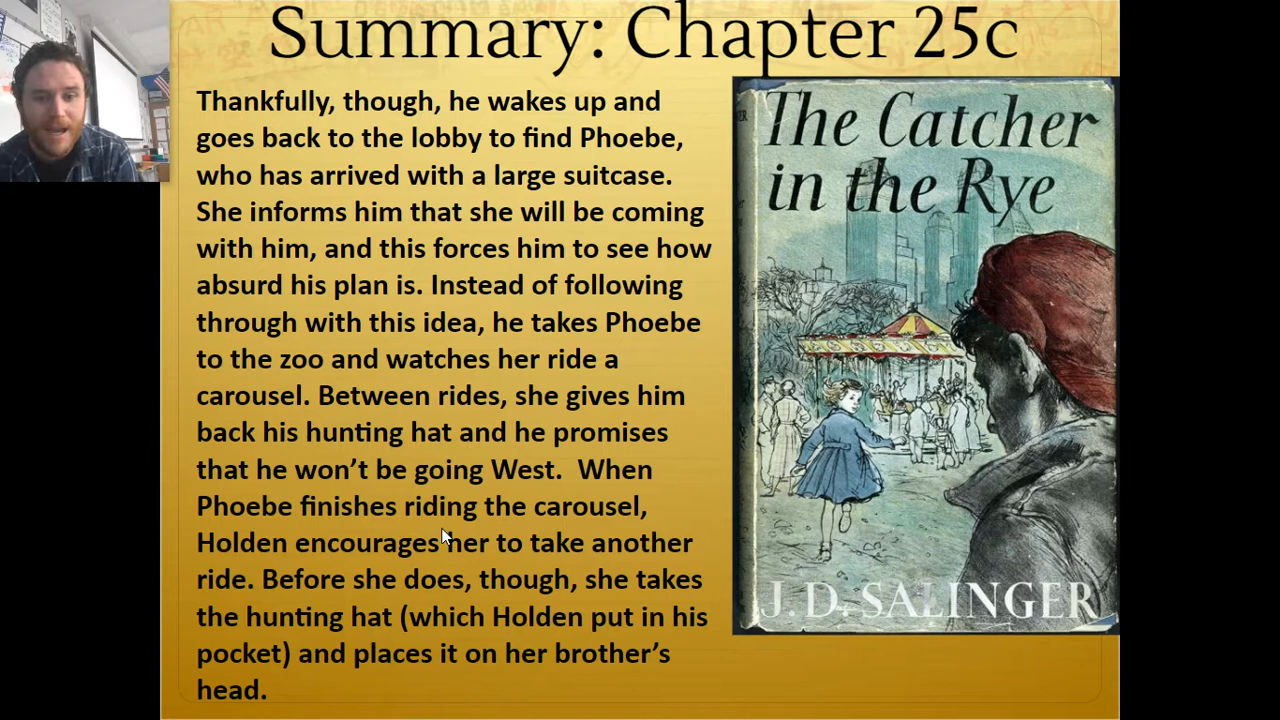 Summary: Chapter 25c
Thankfully, though, he wakes up and
goes back to the lobby to find Phoebe,
who has arrived with a large suitcase.
She informs him that she will be coming
with him, and this forces him to see how
absurd his plan is. Instead of following
through with this idea, he takes Phoebe
to the zoo and watches her ride a
carousel. Between rides, she gives him
back his hunting hat and he promises
that he won’t be going West.  When
Phoebe finishes riding the carousel,
Holden encourages her to take another
ride. Before she does, though, she takes
the hunting hat (which Holden put in his
pocket) and places it on her brother’s
head.
The Catcher
in the Rye
J. D. SALINGER